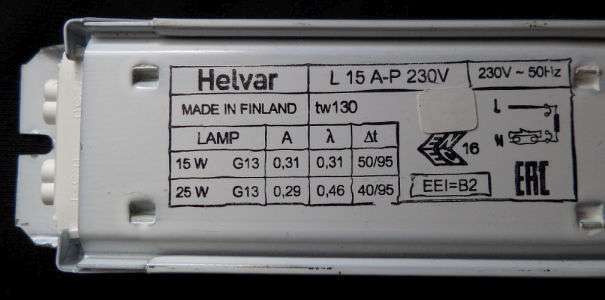 Helvar L 15 A-P 230V 230V ~ 50Hz
MADE IN FINLAND tw130
LAMP A λ Δt
15 W G13 0,31 0,31 50/95
25 W G13 0,29 0,46 40/95
L
N
16
EEI=B2
EAC